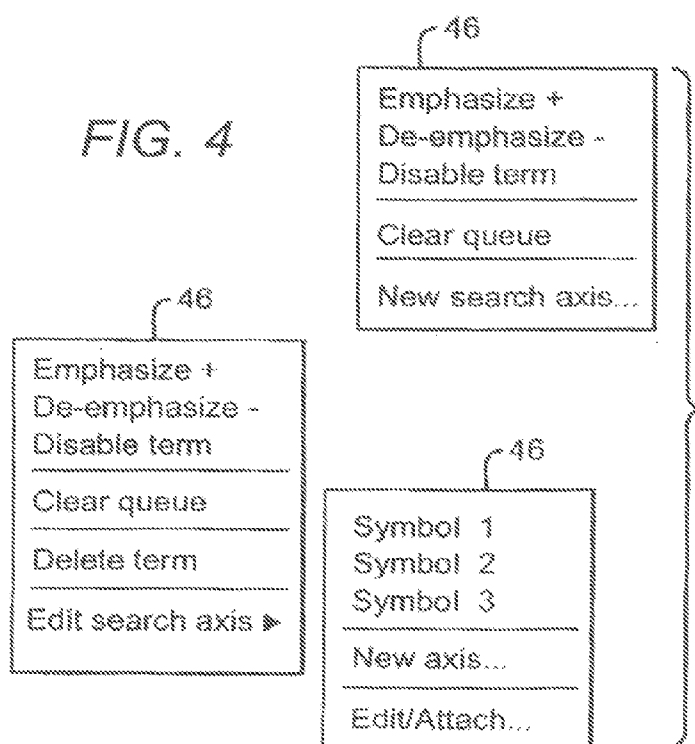 FIG. 4
46
Emphasize +
De-emphasize -
Disable term
Clear queue
New search axis...
46
Emphasize +
De-emphasize -
Disable term
Clear queue
Delete term
Edit search axis ▶
46
Symbol 1
Symbol 2
Symbol 3
New axis...
Edit/Attach...